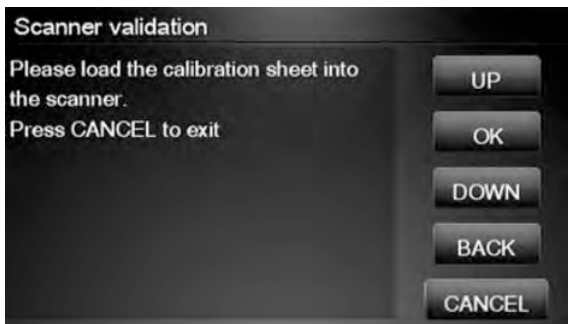 Scanner validation
Please load the calibration sheet into
the scanner.
Press CANCEL to exit
UP
OK
DOWN
BACK
CANCEL